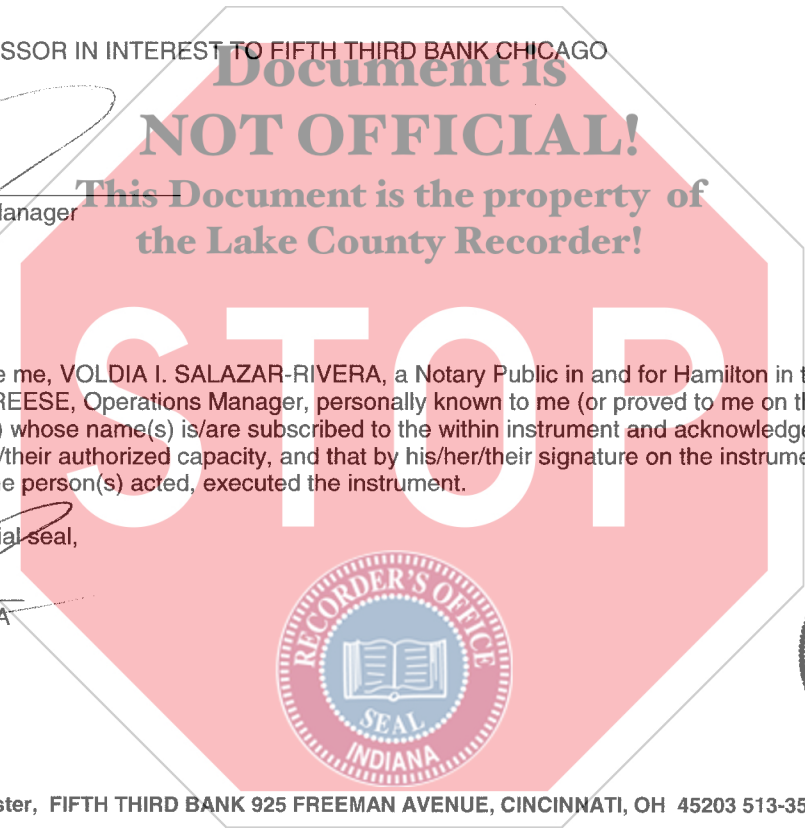 SSOR IN INTEREST TO FIFTH THIRD BANK CHICAGO
Document is
NOT OFFICIAL!
This Document is the property of
Manager
the Lake County Recorder!
STOP
e me, VOLDIA I. SALAZAR-RIVERA, a Notary Public in and for Hamilton in t
REESE, Operations Manager, personally known to me (or proved to me on th
) whose name(s) is/are subscribed to the within instrument and acknowledge
/their authorized capacity, and that by his/her/their signature on the instrume
e person(s) acted, executed the instrument.
ial seal,
A
RECORDER'S OFFICE
SEAL
INDIANA
ster, FIFTH THIRD BANK 925 FREEMAN AVENUE, CINCINNATI, OH 45203 513-35